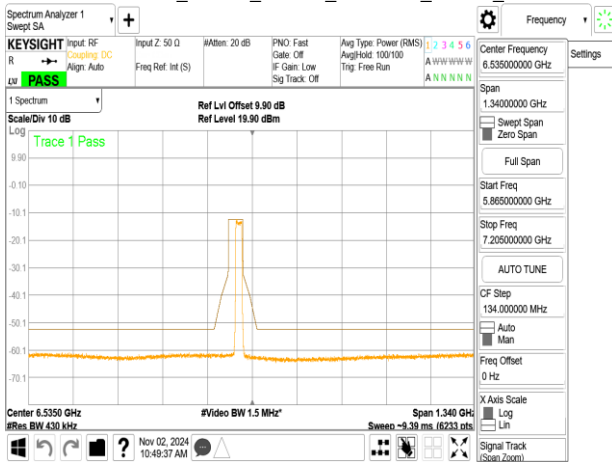 Spectrum Analyzer 1
Swept SA
+
Frequency
KEYSIGHT
R
LXI
PASS
Input: RF
Coupling: DC
Align: Auto
Input Z: 50 Ω
Freq Ref: Int (S)
#Atten: 20 dB
PNO: Fast
Gate: Off
IF Gain: Low
Sig Track: Off
Avg Type: Power (RMS)
Avg|Hold: 100/100
Trig: Free Run
1 2 3 4 5 6
A W W W W W
A N N N N N
Center Frequency
6.535000000 GHz
Settings
Span
1.34000000 GHz
Swept Span
Zero Span
Full Span
Start Freq
5.865000000 GHz
Stop Freq
7.205000000 GHz
AUTO TUNE
CF Step
134.000000 MHz
Auto
Man
Freq Offset
0 Hz
X Axis Scale
Log
Lin
Signal Track
(Span Zoom)
1 Spectrum
Scale/Div 10 dB
Ref Lvl Offset 9.90 dB
Ref Level 19.90 dBm
Log
Trace 1 Pass
9.90
-0.10
-10.1
-20.1
-30.1
-40.1
-50.1
-60.1
-70.1
Center 6.5350 GHz
#Video BW 1.5 MHz*
Span 1.340 GHz
#Res BW 430 kHz
Sweep ~9.39 ms (6233 pts
?
Nov 02, 2024
10:49:37 AM